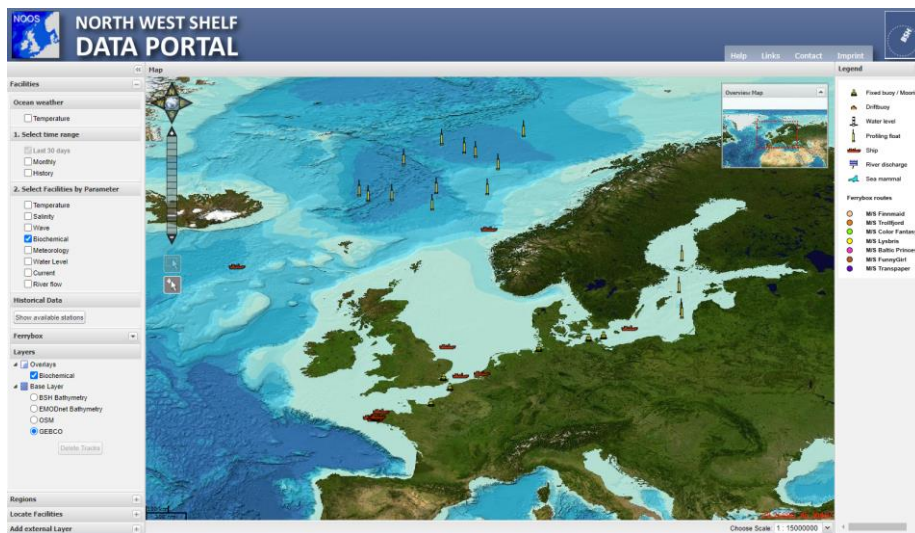 NOOS
NORTH WEST SHELF
DATA PORTAL
BSH
Help Links Contact Imprint
Facilities
Map
Legend
Ocean weather
Temperature
1. Select time range
Last 30 days
Monthly
History
2. Select Facilities by Parameter
Temperature
Salinity
Wave
Biochemical
Meteorology
Water Level
Current
River flow
Historical Data
Show available stations
Ferrybox
Layers
Overlays
Biochemical
Base Layer
BSH Bathymetry
EMODnet Bathymetry
OSM
GEBCO
Delete Tracks
Regions
Locate Facilities
Add external Layer
Overview Map
Choose Scale 1 : 15000000
Fixed buoy / Moori
Driftbuoy
Water level
Profiling float
Ship
River discharge
Sea mammal
Ferrybox routes
M/S Finnmaid
M/S Trollfjord
M/S Color Fantas
M/S Lysbris
M/S Baltic Prince
M/S FunnyGirl
M/S Transpaper